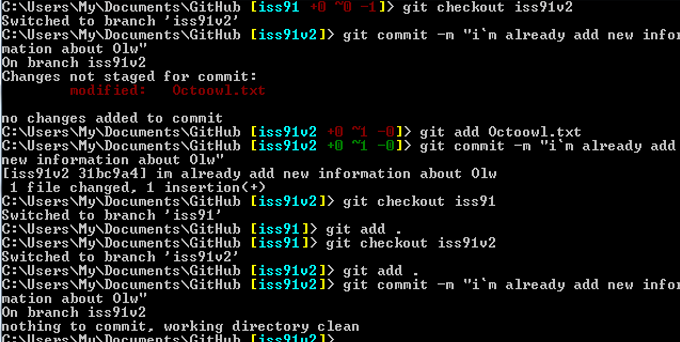 C:\Users\My\Documents\GitHub [iss91 +0 ~0 -1]> git checkout iss91v2
Switched to branch 'iss91v2'
C:\Users\My\Documents\GitHub [iss91v2]> git commit -m "i`m already add new infor
mation about Olw"
On branch iss91v2
Changes not staged for commit:
modified:   Octoowl.txt
no changes added to commit
C:\Users\My\Documents\GitHub [iss91v2 +0 ~1 -0]> git add Octoowl.txt
C:\Users\My\Documents\GitHub [iss91v2 +0 ~1 -0]> git commit -m "i`m already add
new information about Olw"
[iss91v2 31bc9a4] im already add new information about Olw
1 file changed, 1 insertion(+)
C:\Users\My\Documents\GitHub [iss91v2]> git checkout iss91
Switched to branch 'iss91'
C:\Users\My\Documents\GitHub [iss91]> git add .
C:\Users\My\Documents\GitHub [iss91]> git checkout iss91v2
Switched to branch 'iss91v2'
C:\Users\My\Documents\GitHub [iss91v2]> git add .
C:\Users\My\Documents\GitHub [iss91v2]> git commit -m "i`m already add new infor
mation about Olw"
On branch iss91v2
nothing to commit, working directory clean
C:\Users\My\Documents\GitHub [iss91v2]>